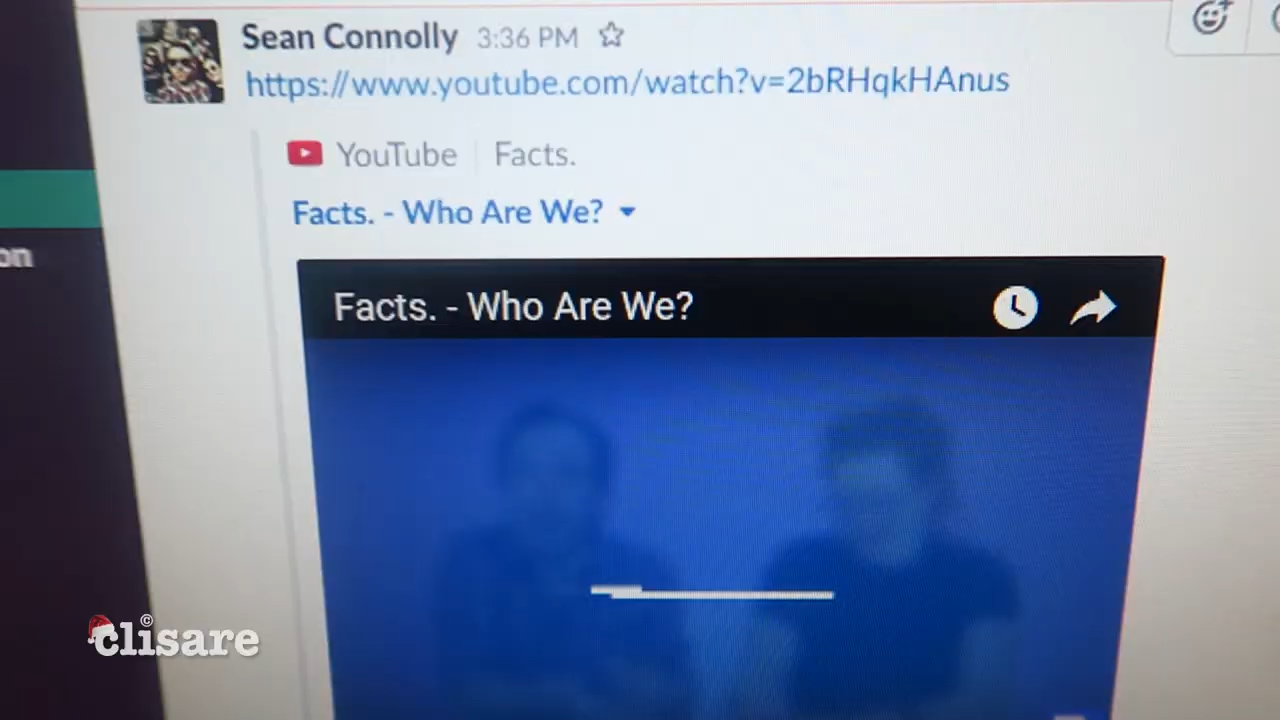 Sean Connolly 3:36 PM
https://www.youtube.com/watch?v=2bRHqkHAnus
YouTube Facts.
Facts. - Who Are We?
on
Facts. - Who Are We?
©
clisare